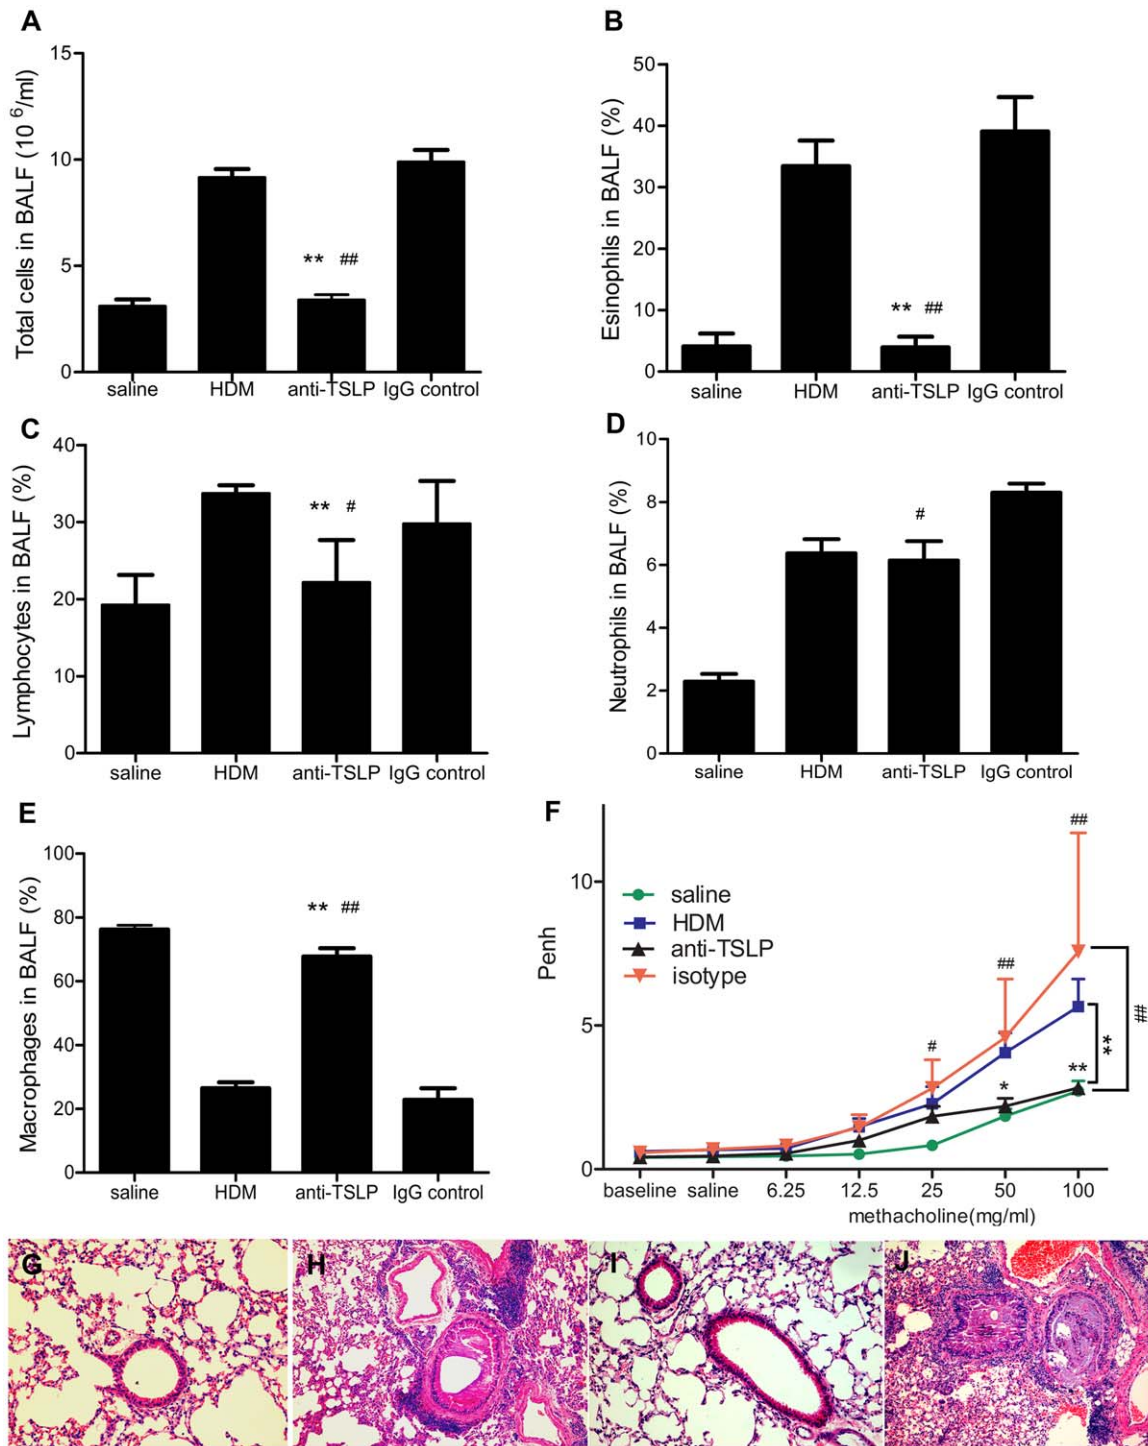 A
Total cells in BALF (10 6/ml)
15
10
5
0
** ##
saline HDM anti-TSLP IgG control
B
Esinophils in BALF (%)
50
40
30
20
10
0
** ##
saline HDM anti-TSLP IgG control
C
Lymphocytes in BALF (%)
40
30
20
10
0
** #
saline HDM anti-TSLP IgG control
D
Neutrophils in BALF (%)
10
8
6
4
2
0
#
saline HDM anti-TSLP IgG control
E
Macrophages in BALF (%)
100
80
60
40
20
0
** ##
saline HDM anti-TSLP IgG control
F
Penh
10
5
0
saline
HDM
anti-TSLP
isotype
##
##
#
*
**
**
##
baseline saline 6.25 12.5 25 50 100
methacholine(mg/ml)
G H I J